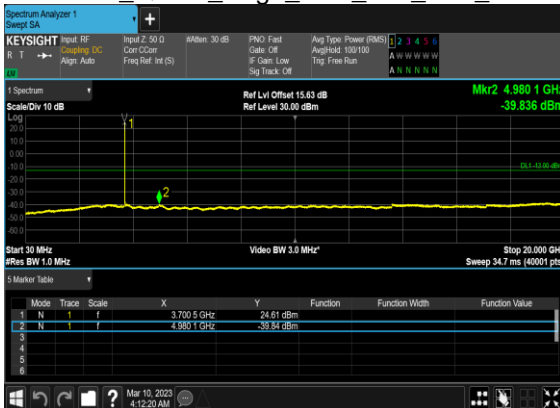 Spectrum Analyzer 1
Swept SA
KEYSIGHT
R T
Input: RF
Coupling: DC
Align: Auto
Input Z: 50 Ω
Corr CCorr
Freq Ref: Int (S)
#Atten: 30 dB
PNO: Fast
Gate: Off
IF Gain: Low
Sig Track: Off
Avg Type: Power (RMS)
Avg|Hold: 100/100
Trig: Free Run
1 2 3 4 5 6
A W W W W W
A N N N N N
1 Spectrum
Scale/Div 10 dB
Ref Lvl Offset 15.63 dB
Ref Level 30.00 dBm
Mkr2 4.980 1 GHz
-39.836 dBm
Log
20.0
10.0
0.00
-10.0
-20.0
-30.0
-40.0
-50.0
-60.0
1
2
DL1 -13.00 dBm
Start 30 MHz
#Res BW 1.0 MHz
Video BW 3.0 MHz*
Stop 20.000 GHz
Sweep 34.7 ms (40001 pts)
5 Marker Table
Mode Trace Scale X Y Function Function Width Function Value
1 N 1 f 3.700 5 GHz 24.61 dBm
2 N 1 f 4.980 1 GHz -39.84 dBm
3
4
5
6
Mar 10, 2023
4:12:20 AM